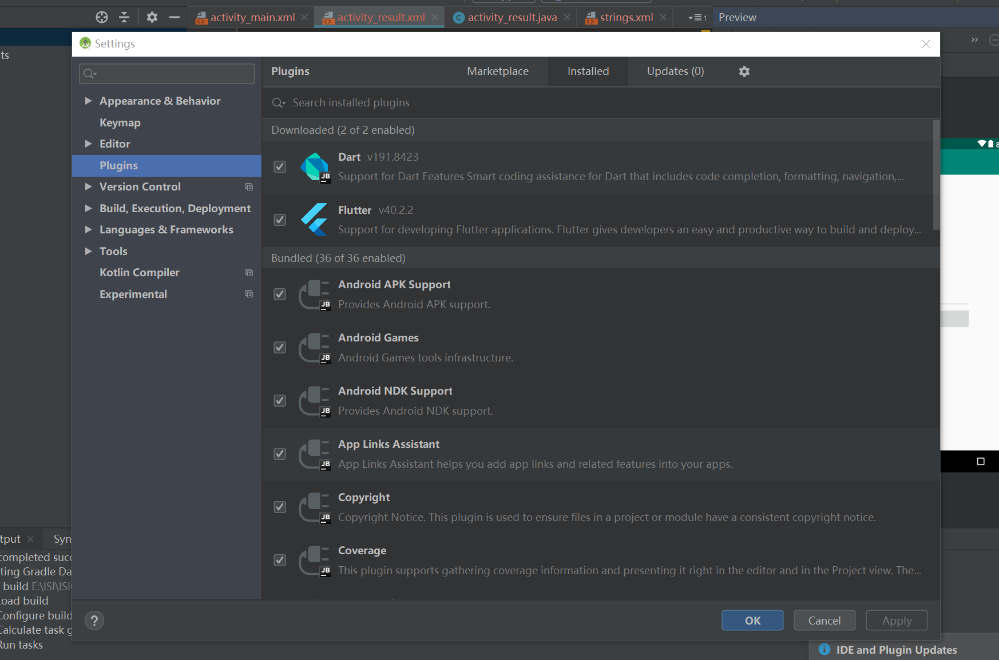 activity_main.xml
activity_result.xml
activity_result.java
strings.xml
1
Preview
ts
Settings
Appearance & Behavior
Keymap
Editor
Plugins
Version Control
Build, Execution, Deployment
Languages & Frameworks
Tools
Kotlin Compiler
Experimental
Plugins
Marketplace
Installed
Updates (0)
Search installed plugins
Downloaded (2 of 2 enabled)
Dart v191.8423
Support for Dart Features Smart coding assistance for Dart that includes code completion, formatting, navigation,...
Flutter v40.2.2
Support for developing Flutter applications. Flutter gives developers an easy and productive way to build and deploy...
Bundled (36 of 36 enabled)
Android APK Support
Provides Android APK support.
Android Games
Android Games tools infrastructure.
Android NDK Support
Provides Android NDK support.
App Links Assistant
App Links Assistant helps you add app links and related features into your apps.
Copyright
Copyright Notice. This plugin is used to ensure files in a project or module have a consistent copyright notice.
Coverage
This plugin supports gathering coverage information and presenting it right in the editor and in the Project view. The...
JB
JB
JB
JB
JB
JB
JB
8
tput
Syn
completed succ
ting Gradle Da
build E:\ISI\ISI
Load build
Configure build
Calculate task g
Run tasks
?
OK
Cancel
Apply
IDE and Plugin Updates